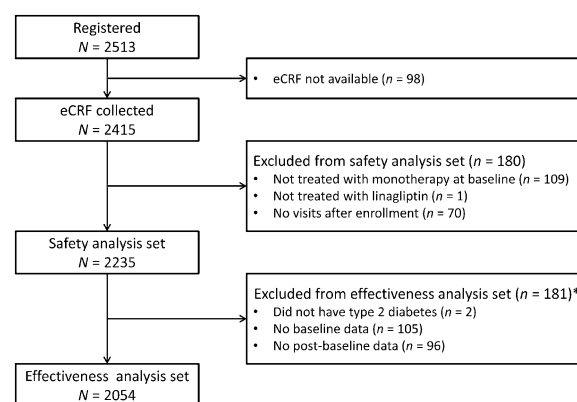 Registered
N = 2513
• eCRF not available (n = 98)
eCRF collected
N = 2415
Excluded from safety analysis set (n = 180)
• Not treated with monotherapy at baseline (n = 109)
• Not treated with linagliptin (n = 1)
• No visits after enrollment (n = 70)
Safety analysis set
N = 2235
Excluded from effectiveness analysis set (n = 181)*
• Did not have type 2 diabetes (n = 2)
• No baseline data (n = 105)
• No post-baseline data (n = 96)
Effectiveness analysis set
N = 2054